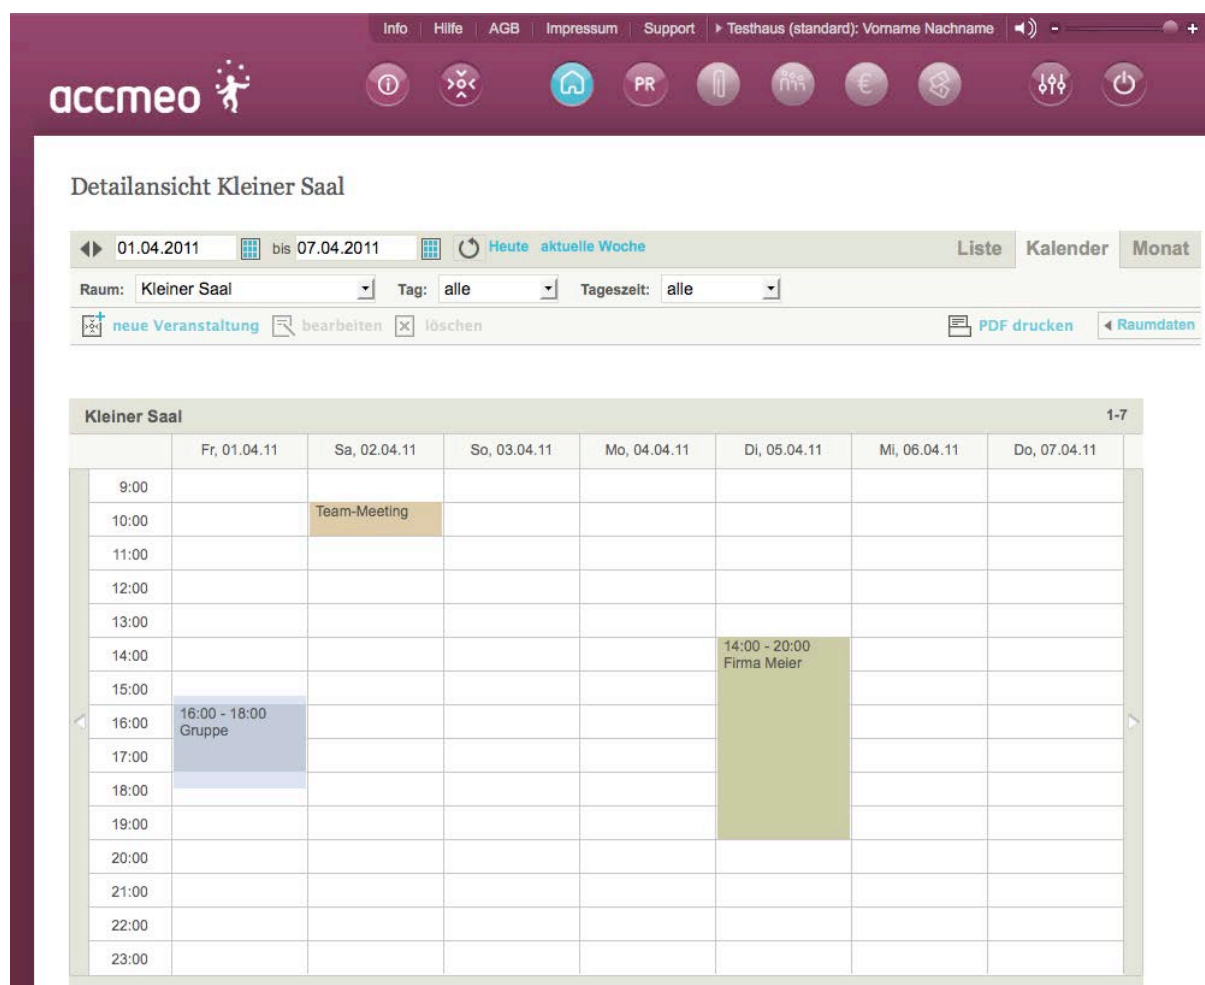 Info Hilfe AGB Impressum Support Testhaus (standard): Vorname Nachname - +
accmeo PR €
Detailansicht Kleiner Saal
01.04.2011 bis 07.04.2011 Heute aktuelle Woche Liste Kalender Monat
Raum: Kleiner Saal Tag: alle Tageszeit: alle
neue Veranstaltung bearbeiten löschen PDF drucken Raumdaten
Kleiner Saal 1-7
Fr, 01.04.11 Sa, 02.04.11 So, 03.04.11 Mo, 04.04.11 Di, 05.04.11 Mi, 06.04.11 Do, 07.04.11
9:00
10:00 Team-Meeting
11:00
12:00
13:00
14:00 14:00 - 20:00
Firma Meier
15:00
16:00 16:00 - 18:00
Gruppe
17:00
18:00
19:00
20:00
21:00
22:00
23:00